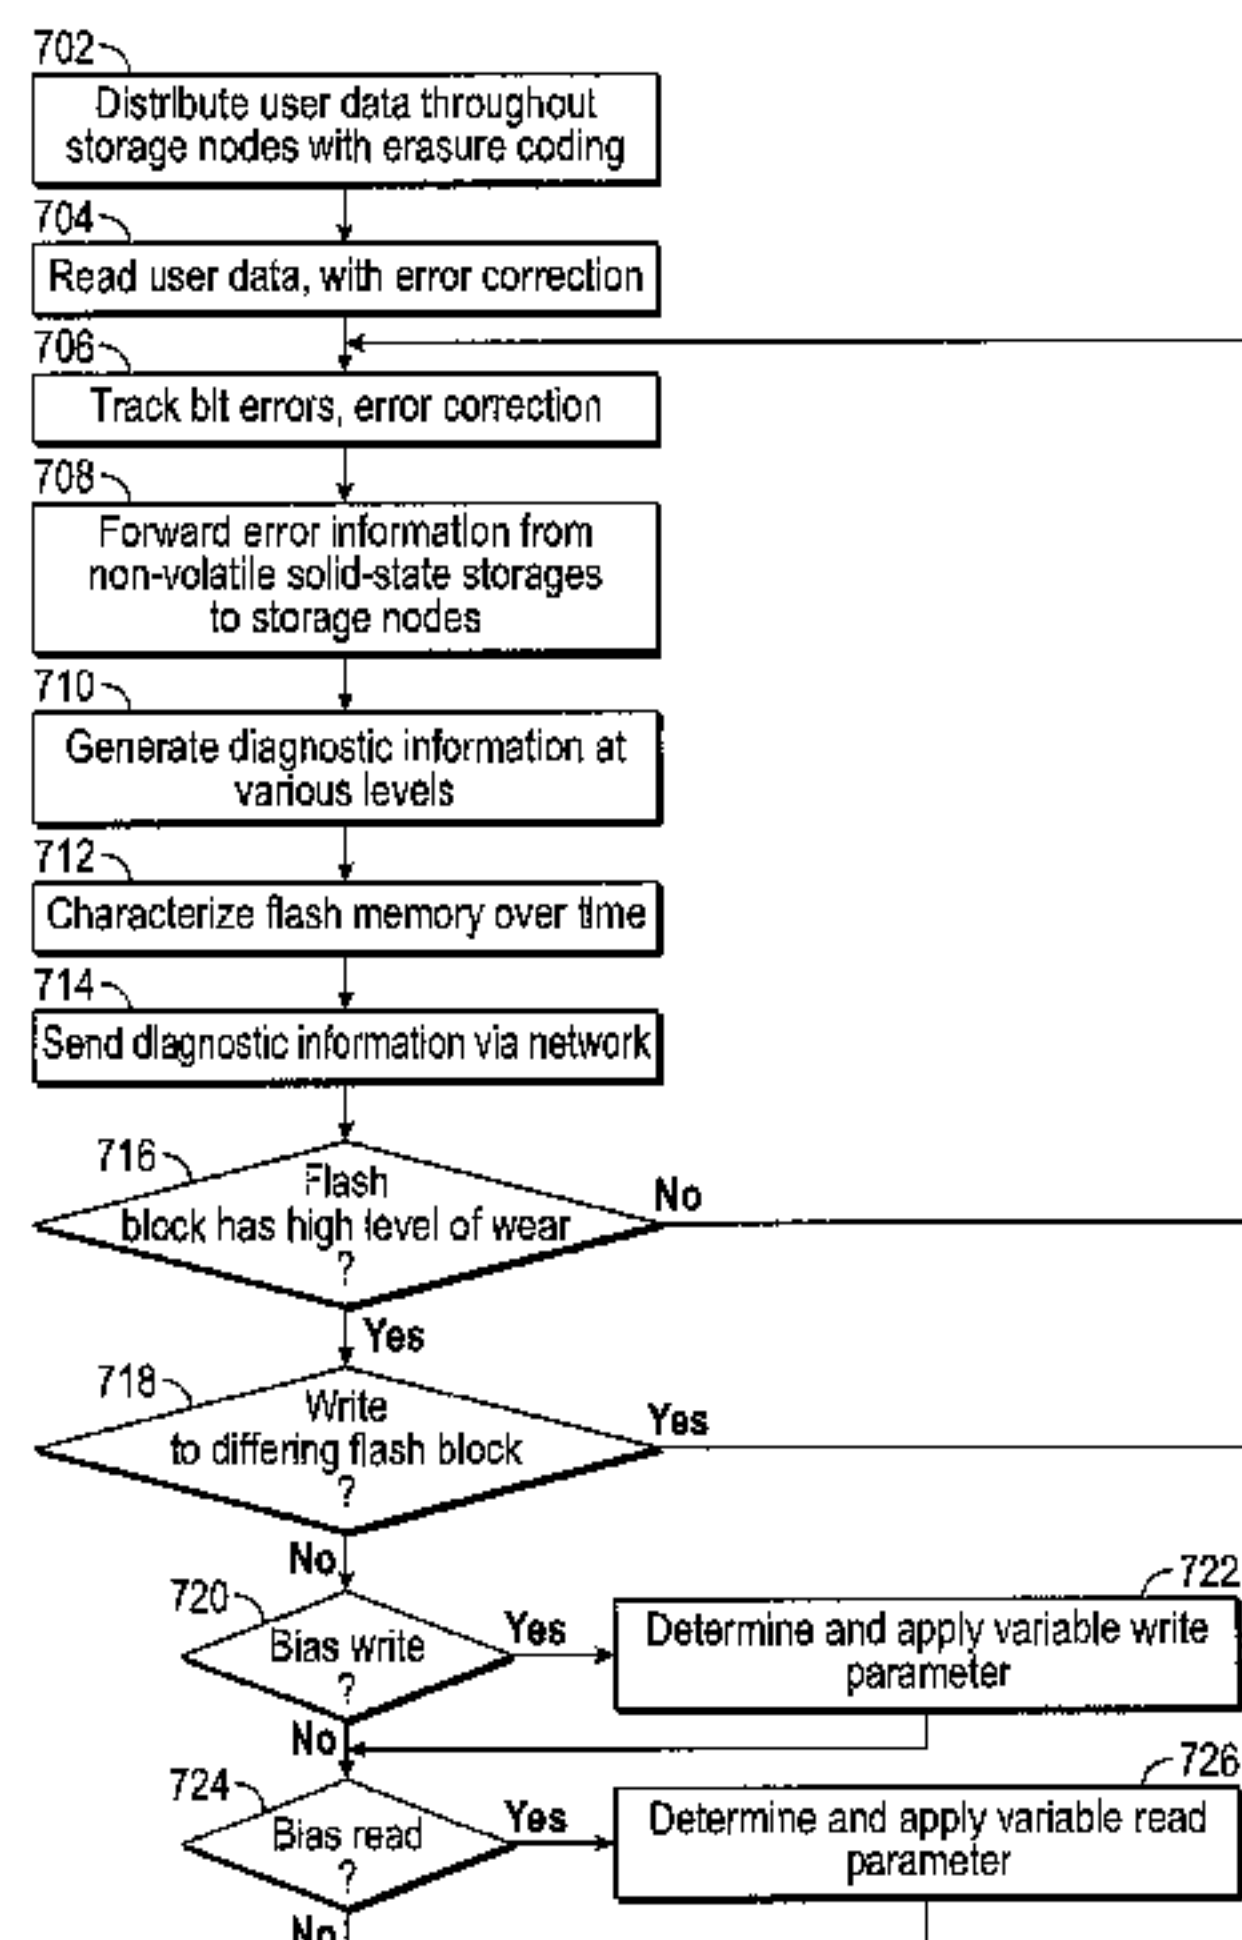 702
Distribute user data throughout
storage nodes with erasure coding
704
Read user data, with error correction
706
Track bit errors, error correction
708
Forward error information from
non-volatile solid-state storages
to storage nodes
710
Generate diagnostic information at
various levels
712
Characterize flash memory over time
714
Send diagnostic information via network
716
Flash
block has high level of wear
?
No
Yes
718
Write
to differing flash block
?
Yes
No
720
Bias write
?
Yes
722
Determine and apply variable write
parameter
No
724
Bias read
?
Yes
726
Determine and apply variable read
parameter
No